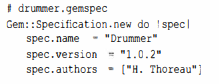 # drummer.gemspec
Gem::Specification.new do |spec|
spec.name = "Drummer"
spec.version = "1.0.2"
spec.authors = ["H. Thoreau"]